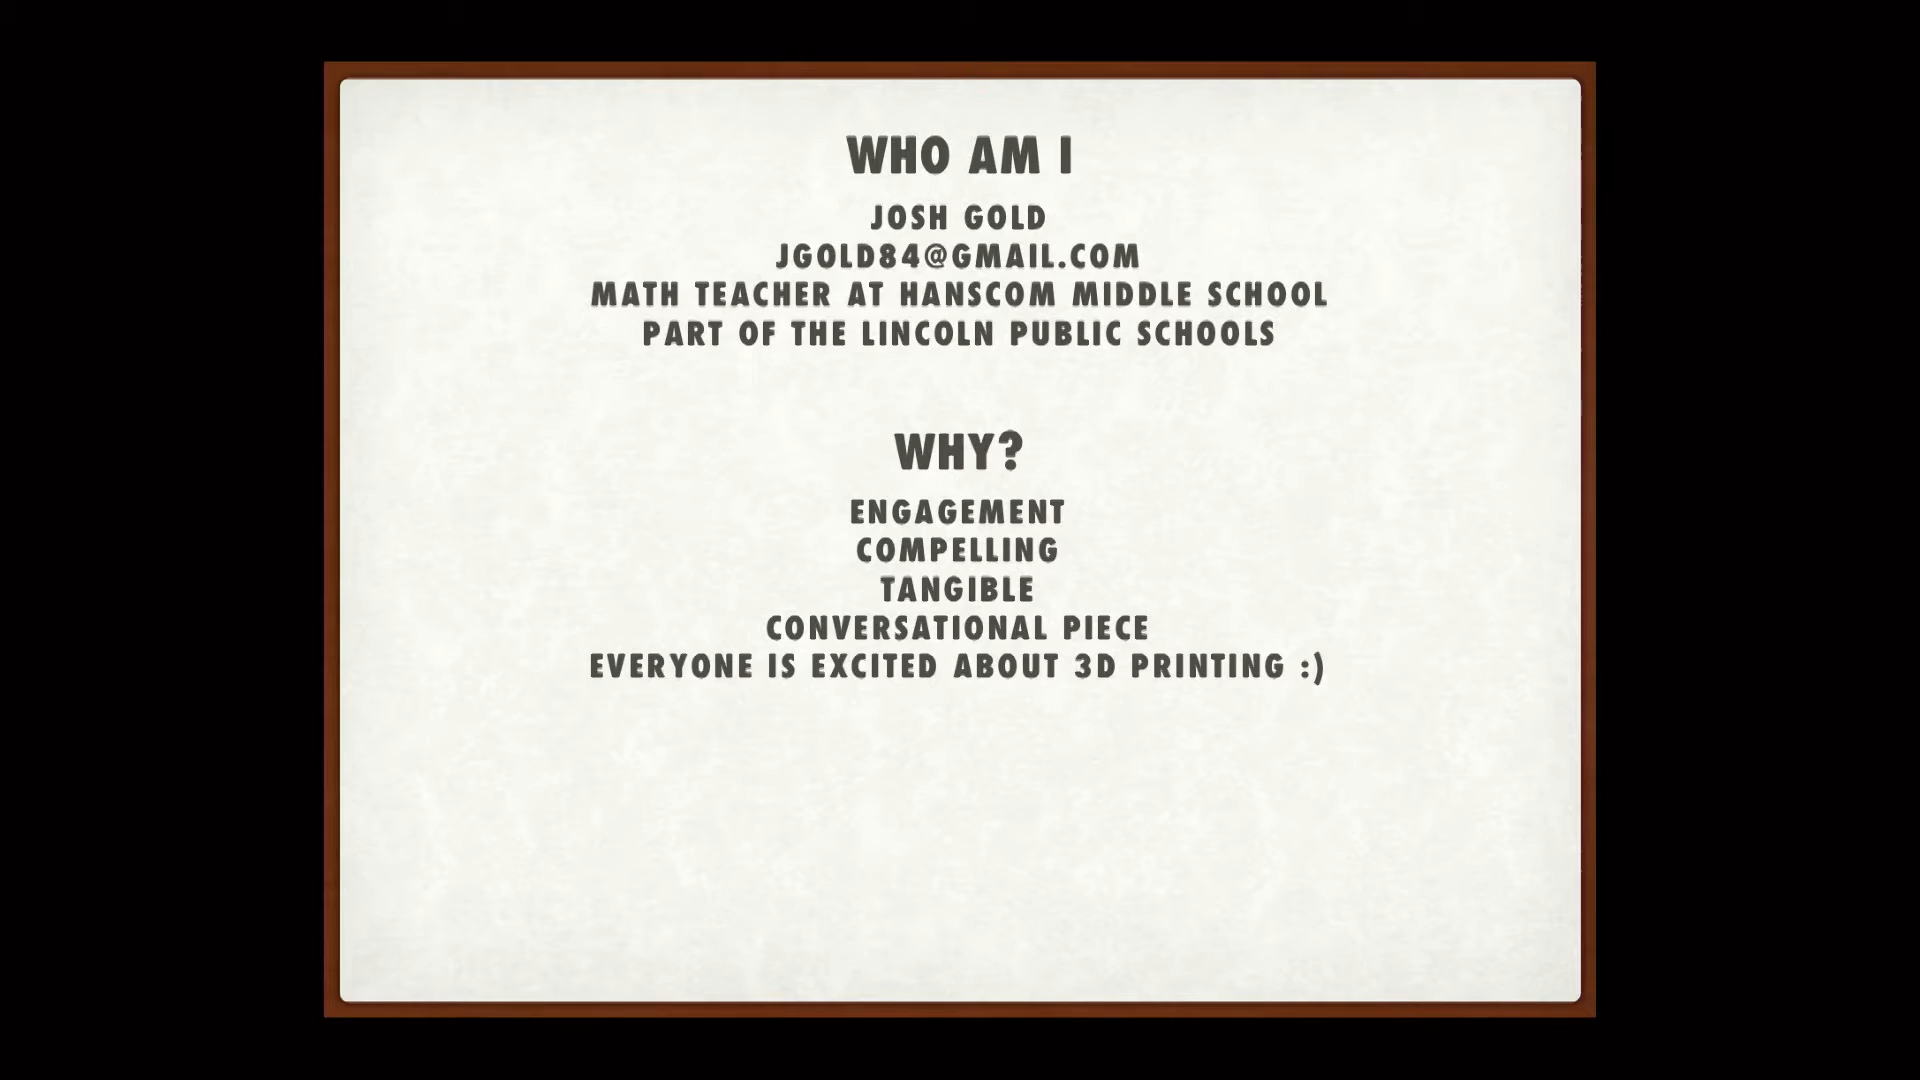 WHO AM I
JOSH GOLD
JGOLD84@GMAIL.COM
MATH TEACHER AT HANSCOM MIDDLE SCHOOL
PART OF THE LINCOLN PUBLIC SCHOOLS
WHY?
ENGAGEMENT
COMPELLING
TANGIBLE
CONVERSATIONAL PIECE
EVERYONE IS EXCITED ABOUT 3D PRINTING :)